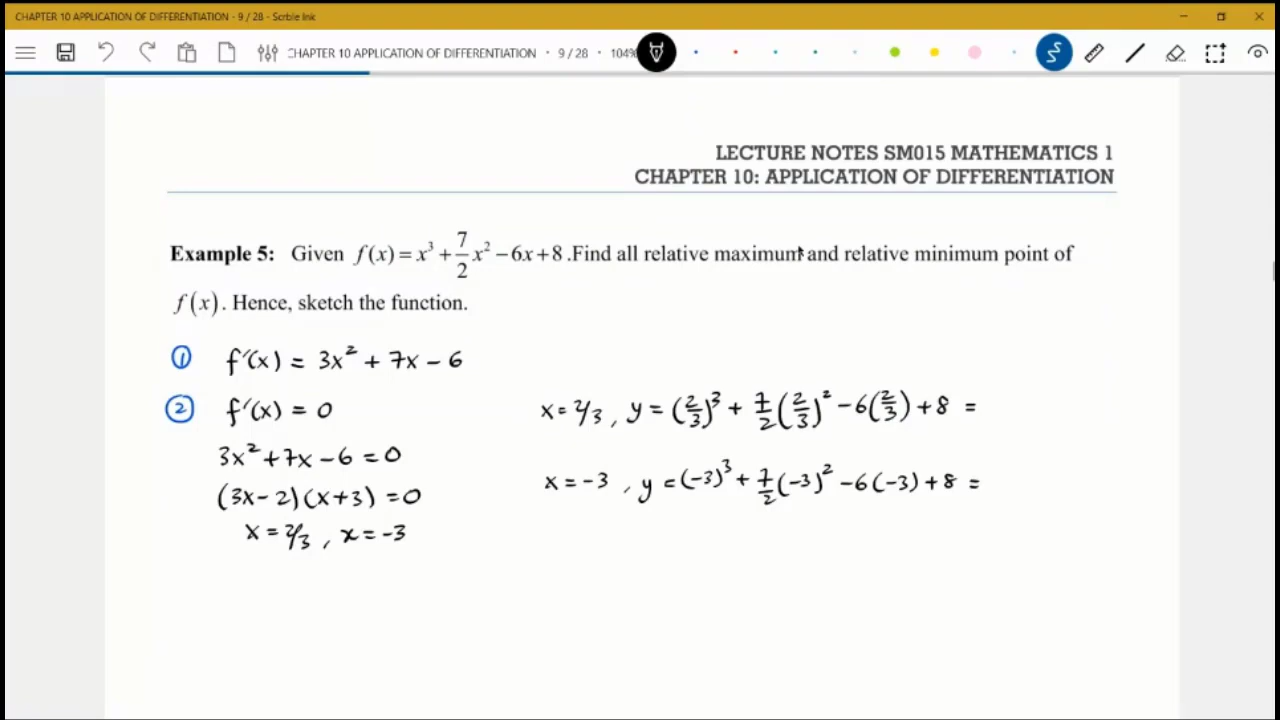 CHAPTER 10 APPLICATION OF DIFFERENTIATION - 9 / 28 - Scrble Ink
CHAPTER 10 APPLICATION OF DIFFERENTIATION • 9 / 28 • 104%
LECTURE NOTES SM015 MATHEMATICS 1
CHAPTER 10: APPLICATION OF DIFFERENTIATION
Example 5: Given f(x) = x³ + 7/2 x² − 6x + 8 .Find all relative maximum and relative minimum point of
f(x). Hence, sketch the function.
① f'(x) = 3x² + 7x − 6
② f'(x) = 0
x = 2/3, y = (2/3)³ + 7/2 (2/3)² − 6(2/3) + 8 =
3x² + 7x − 6 = 0
x = −3, y = (−3)³ + 7/2 (−3)² − 6(−3) + 8 =
(3x − 2)(x + 3) = 0
x = 2/3, x = −3